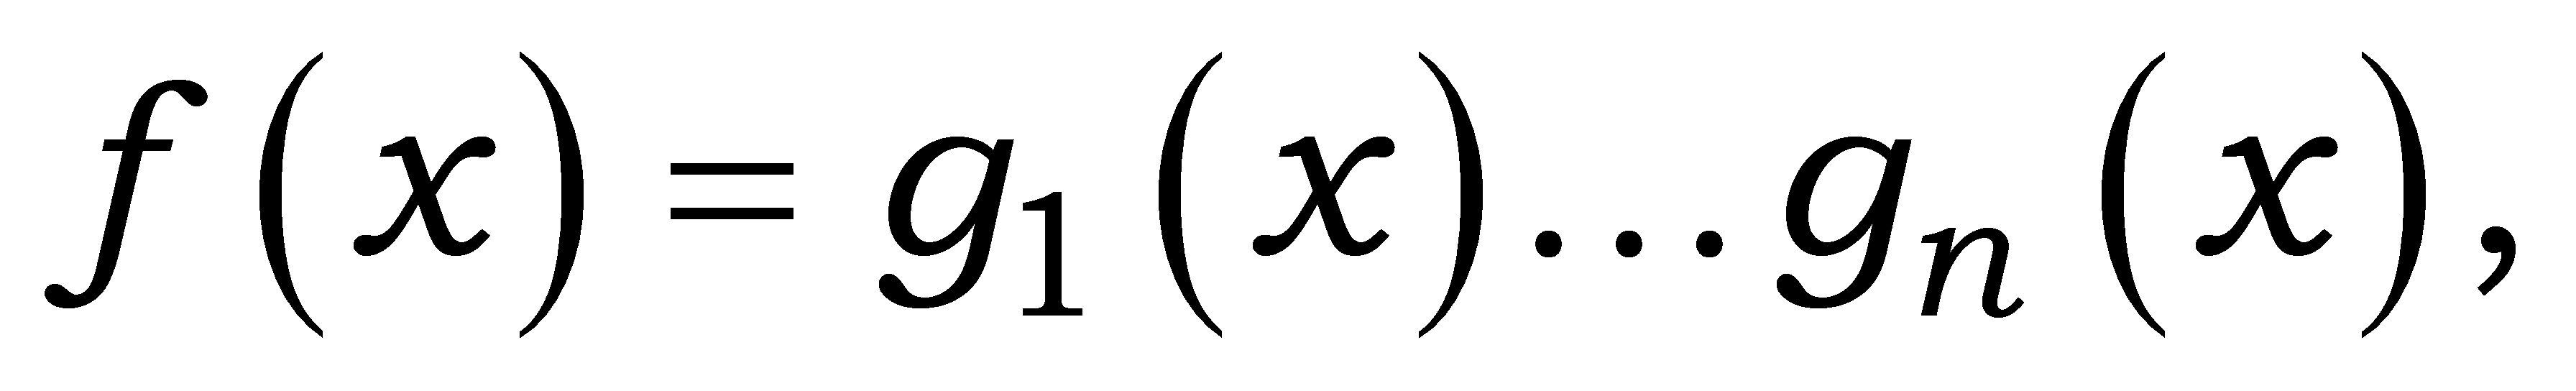 f(x) = g₁(x)…gₙ(x),